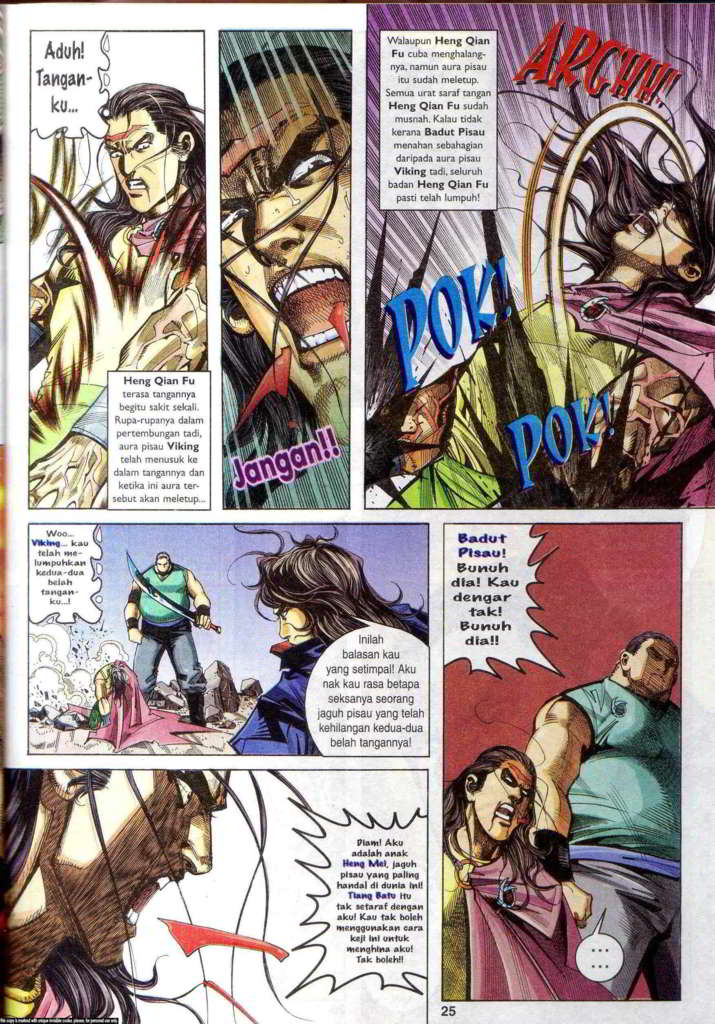 Aduh!
Tangan-
ku...
Heng Qian Fu
terasa tangannya
begitu sakit sekali.
Rupa-rupanya dalam
pertembungan tadi,
aura pisau Viking
telah menusuk ke
dalam tangannya dan
ketika ini aura ter-
sebut akan meletup...
Jangan!!
Walaupun Heng Qian
Fu cuba menghalang-
nya, namun aura pisau
itu sudah meletup.
Semua urat saraf tangan
Heng Qian Fu sudah
musnah. Kalau tidak
kerana Badut Pisau
menahan sebahagian
daripada aura pisau
Viking tadi, seluruh
badan Heng Qian Fu
pasti telah lumpuh!
ARGHH!!
POK!
POK!
Woo...
Viking... kau
telah me-
lumpuhkan
kedua-dua
belah
tangan-
ku...!
Inilah
balasan kau
yang setimpal! Aku
nak kau rasa betapa
seksanya seorang
jaguh pisau yang telah
kehilangan kedua-dua
belah tangannya!
Badut
Pisau!
Bunuh
dia! Kau
dengar
tak!
Bunuh
dia!!
...
...
Diam! Aku
adalah anak
Heng Mei, jaguh
pisau yang paling
handal di dunia ini!
Tiang Batu itu
tak setaraf dengan
aku! Kau tak boleh
menggunakan cara
keji ini untuk
menghina aku!
Tak boleh!!
25